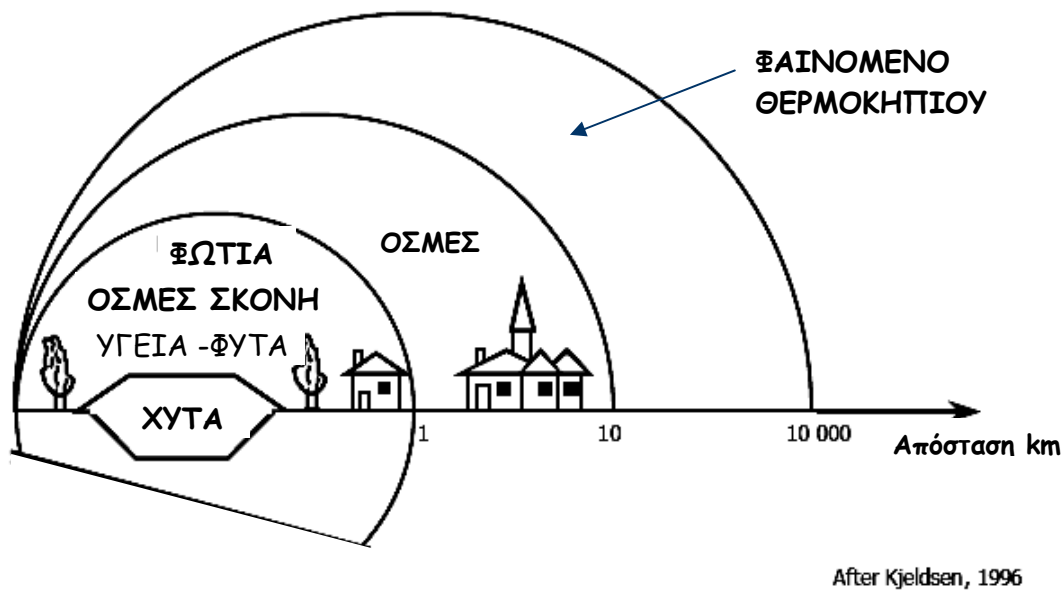 ΦΑΙΝΟΜΕΝΟ
ΘΕΡΜΟΚΗΠΙΟΥ
ΟΣΜΕΣ
ΦΩΤΙΑ
ΟΣΜΕΣ ΣΚΟΝΗ
ΥΓΕΙΑ -ΦΥΤΑ
ΧΥΤΑ
1
10
10 000
Απόσταση km
After Kjeldsen, 1996